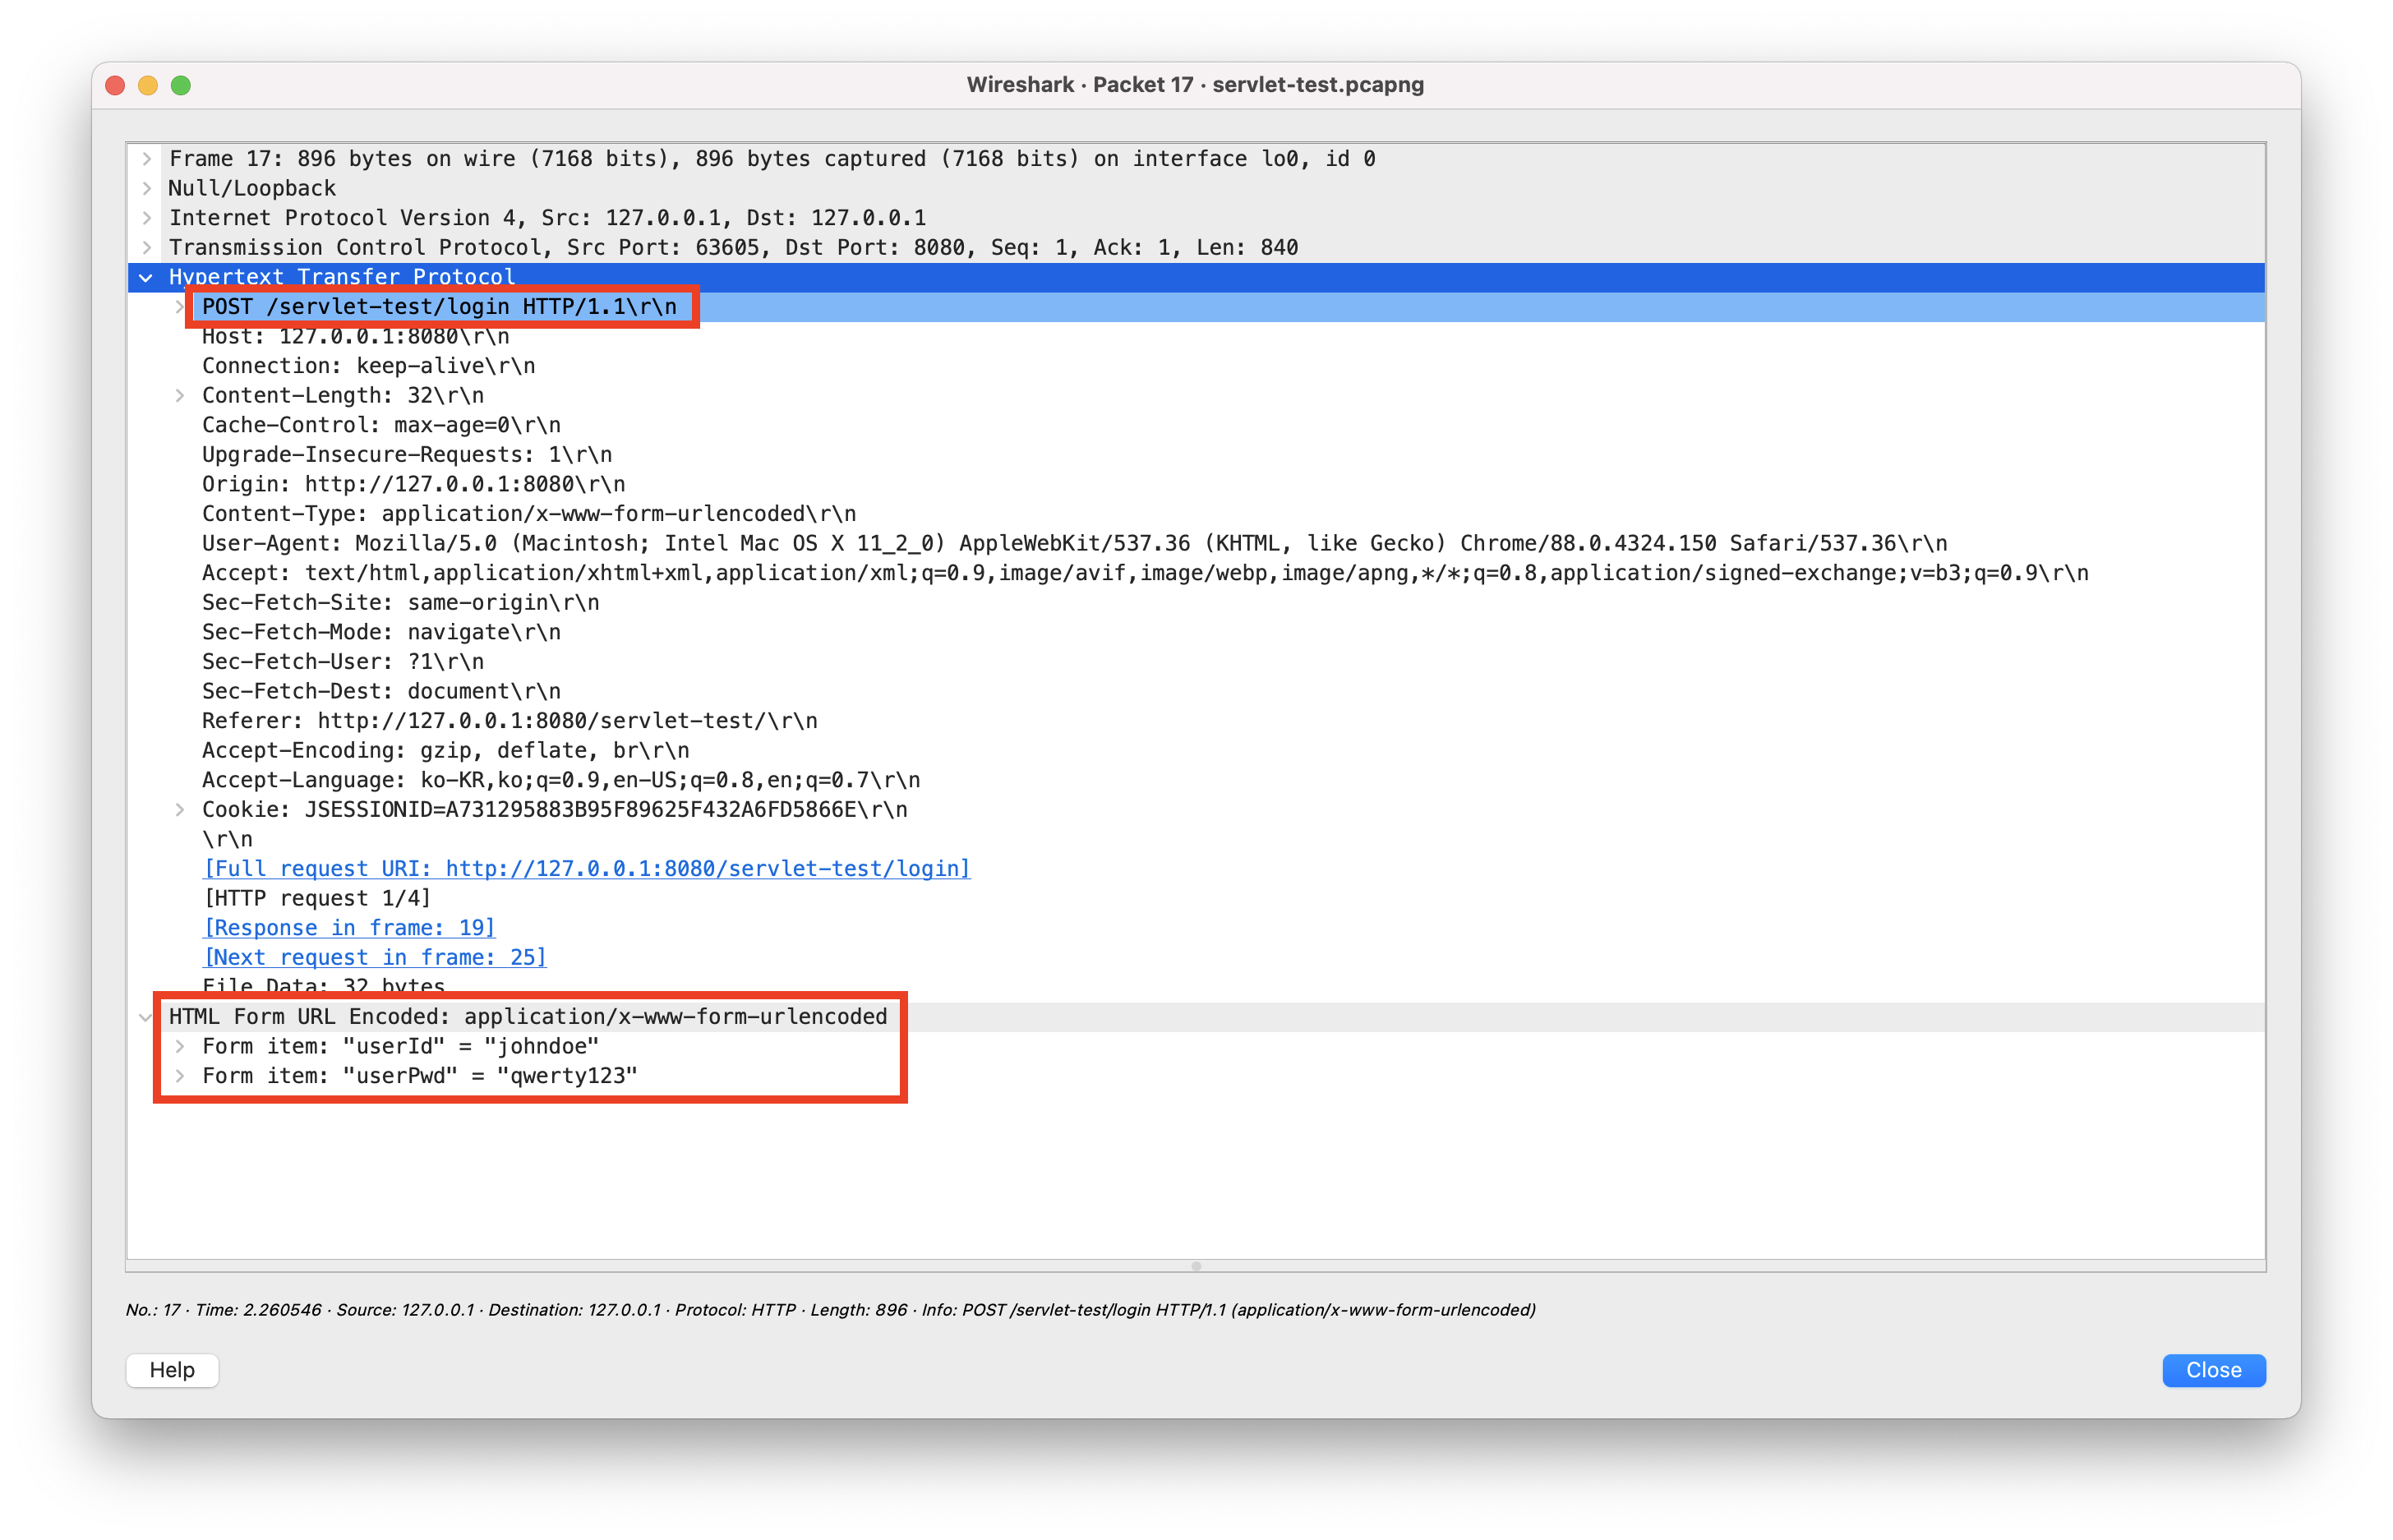 Wireshark · Packet 17 · servlet-test.pcapng
Frame 17: 896 bytes on wire (7168 bits), 896 bytes captured (7168 bits) on interface lo0, id 0
Null/Loopback
Internet Protocol Version 4, Src: 127.0.0.1, Dst: 127.0.0.1
Transmission Control Protocol, Src Port: 63605, Dst Port: 8080, Seq: 1, Ack: 1, Len: 840
Hypertext Transfer Protocol
POST /servlet-test/login HTTP/1.1\r\n
Host: 127.0.0.1:8080\r\n
Connection: keep-alive\r\n
Content-Length: 32\r\n
Cache-Control: max-age=0\r\n
Upgrade-Insecure-Requests: 1\r\n
Origin: http://127.0.0.1:8080\r\n
Content-Type: application/x-www-form-urlencoded\r\n
User-Agent: Mozilla/5.0 (Macintosh; Intel Mac OS X 11_2_0) AppleWebKit/537.36 (KHTML, like Gecko) Chrome/88.0.4324.150 Safari/537.36\r\n
Accept: text/html,application/xhtml+xml,application/xml;q=0.9,image/avif,image/webp,image/apng,*/*;q=0.8,application/signed-exchange;v=b3;q=0.9\r\n
Sec-Fetch-Site: same-origin\r\n
Sec-Fetch-Mode: navigate\r\n
Sec-Fetch-User: ?1\r\n
Sec-Fetch-Dest: document\r\n
Referer: http://127.0.0.1:8080/servlet-test/\r\n
Accept-Encoding: gzip, deflate, br\r\n
Accept-Language: ko-KR,ko;q=0.9,en-US;q=0.8,en;q=0.7\r\n
Cookie: JSESSIONID=A731295883B95F89625F432A6FD5866E\r\n
\r\n
[Full request URI: http://127.0.0.1:8080/servlet-test/login]
[HTTP request 1/4]
[Response in frame: 19]
[Next request in frame: 25]
File Data: 32 bytes
HTML Form URL Encoded: application/x-www-form-urlencoded
Form item: "userId" = "johndoe"
Form item: "userPwd" = "qwerty123"
No.: 17 · Time: 2.260546 · Source: 127.0.0.1 · Destination: 127.0.0.1 · Protocol: HTTP · Length: 896 · Info: POST /servlet-test/login HTTP/1.1 (application/x-www-form-urlencoded)
Help
Close